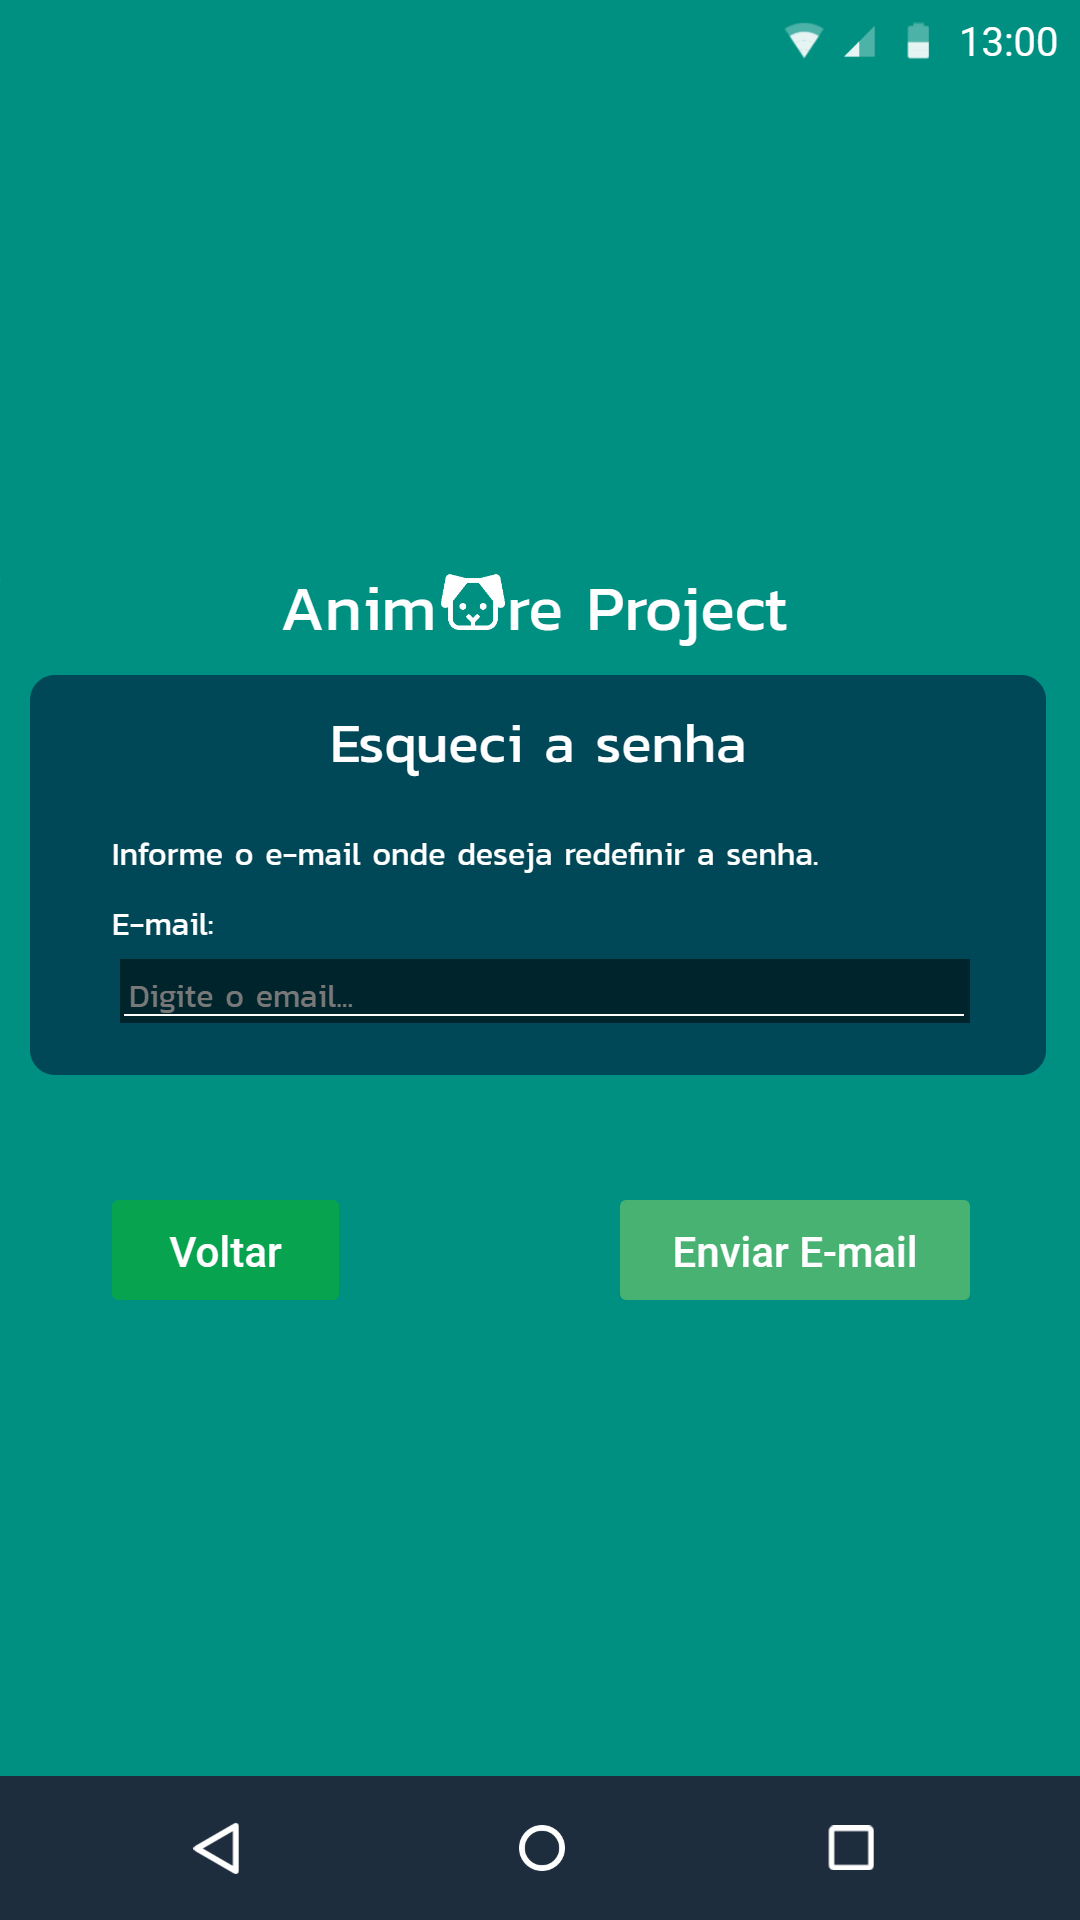 13:00
Anim re Project
Esqueci a senha
Informe o e-mail onde deseja redefinir a senha.
E-mail:
Digite o email...
Voltar
Enviar E-mail